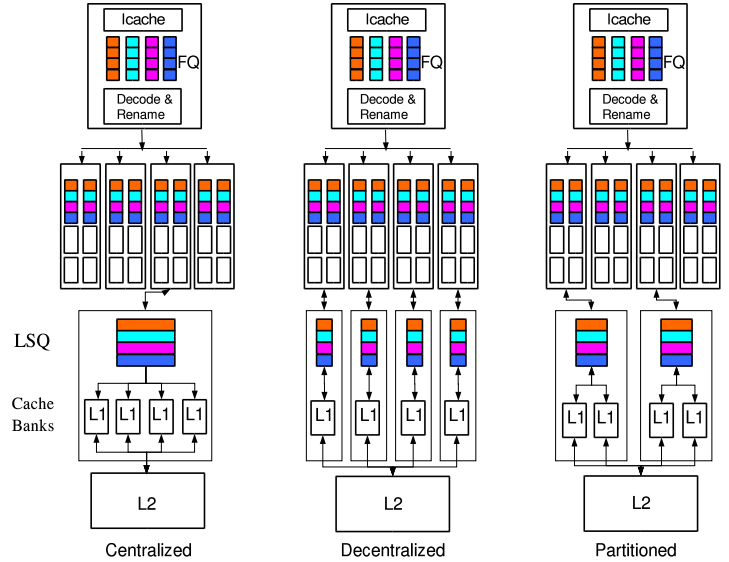 Icache
FQ
Decode &
Rename
Icache
FQ
Decode &
Rename
Icache
FQ
Decode &
Rename
LSQ
Cache
Banks
L1 L1 L1 L1
L1 L1 L1 L1
L1 L1 L1 L1
L2
L2
L2
Centralized
Decentralized
Partitioned